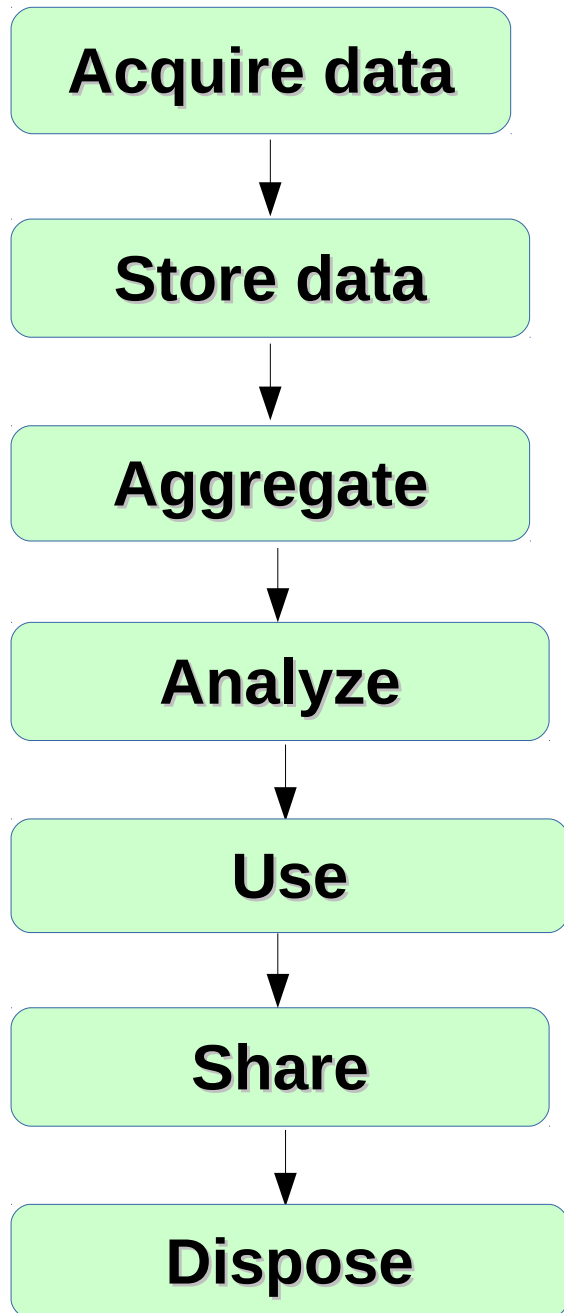 Acquire data
Store data
Aggregate
Analyze
Use
Share
Dispose